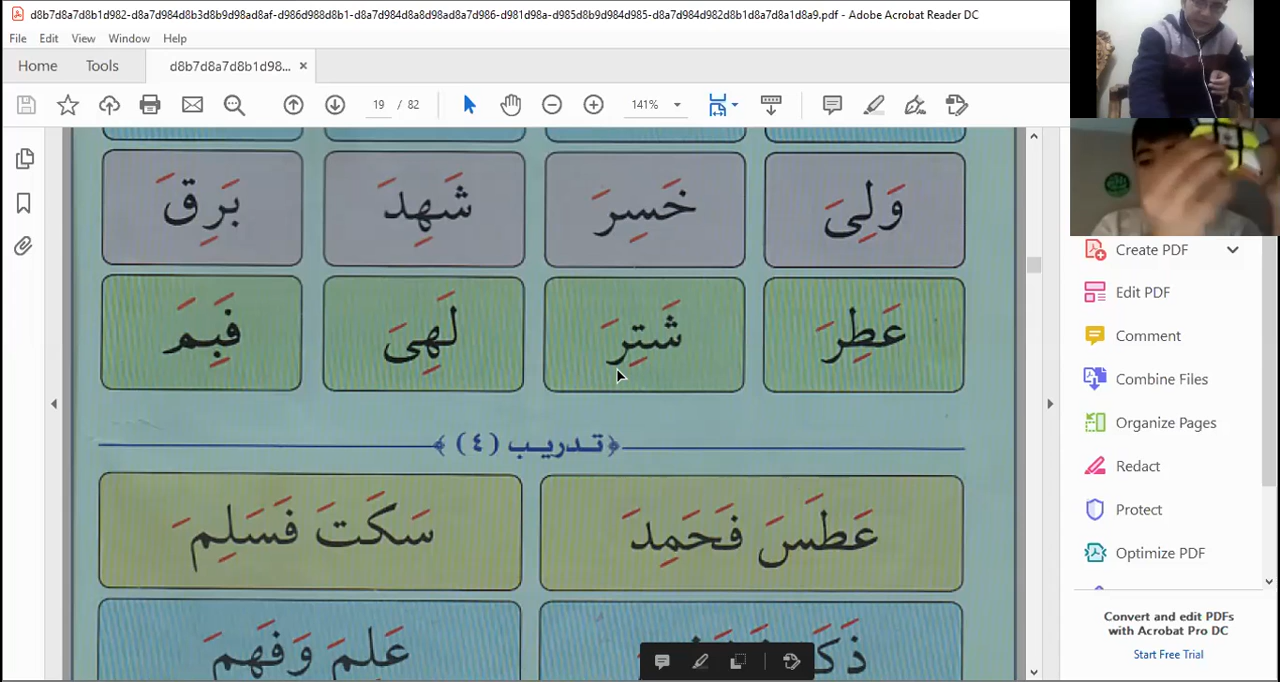 d8b7d8a7d8b1d982-d8a7d984d8b3d8b9d98ad8af-d986d988d8b1-d8a7d984d8a8d98ad8a7d986-d981d98a-d985d8b9d984d985-d8a7d984d982d8b1d8a7d8a1d8a9.pdf - Adobe Acrobat Reader DC
File Edit View Window Help
Home Tools d8b7d8a7d8b1d98... ×
19 / 82 141%
وَلِىَ خَسِرَ شَهِدَ بَرِقَ
عَطِرَ شَتِرَ لَهِىَ فَبِمَ
﴿تدريب (٤)﴾
عَطَسَ فَحَمِدَ سَكَتَ فَسَلِمَ
عَلِمَ وَفَهِمَ
Create PDF
Edit PDF
Comment
Combine Files
Organize Pages
Redact
Protect
Optimize PDF
Convert and edit PDFs
with Acrobat Pro DC
Start Free Trial